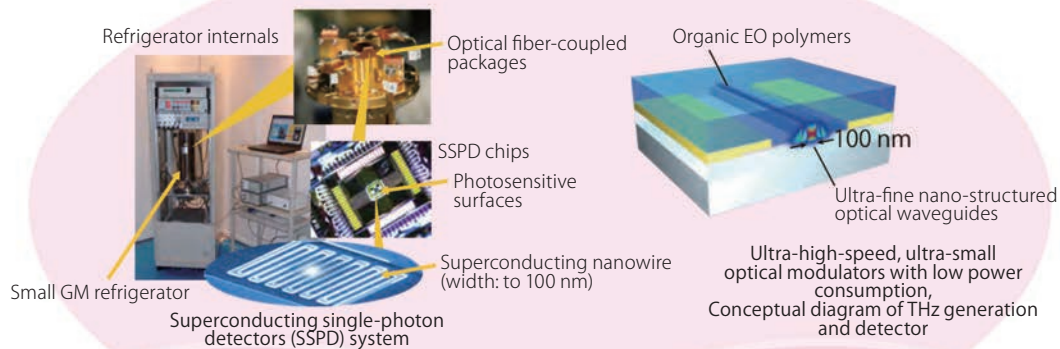 Refrigerator internals
Optical fiber-coupled
packages
SSPD chips
Photosensitive
surfaces
Superconducting nanowire
(width: to 100 nm)
Small GM refrigerator
Superconducting single-photon
detectors (SSPD) system
Organic EO polymers
100 nm
Ultra-fine nano-structured
optical waveguides
Ultra-high-speed, ultra-small
optical modulators with low power
consumption,
Conceptual diagram of THz generation
and detector